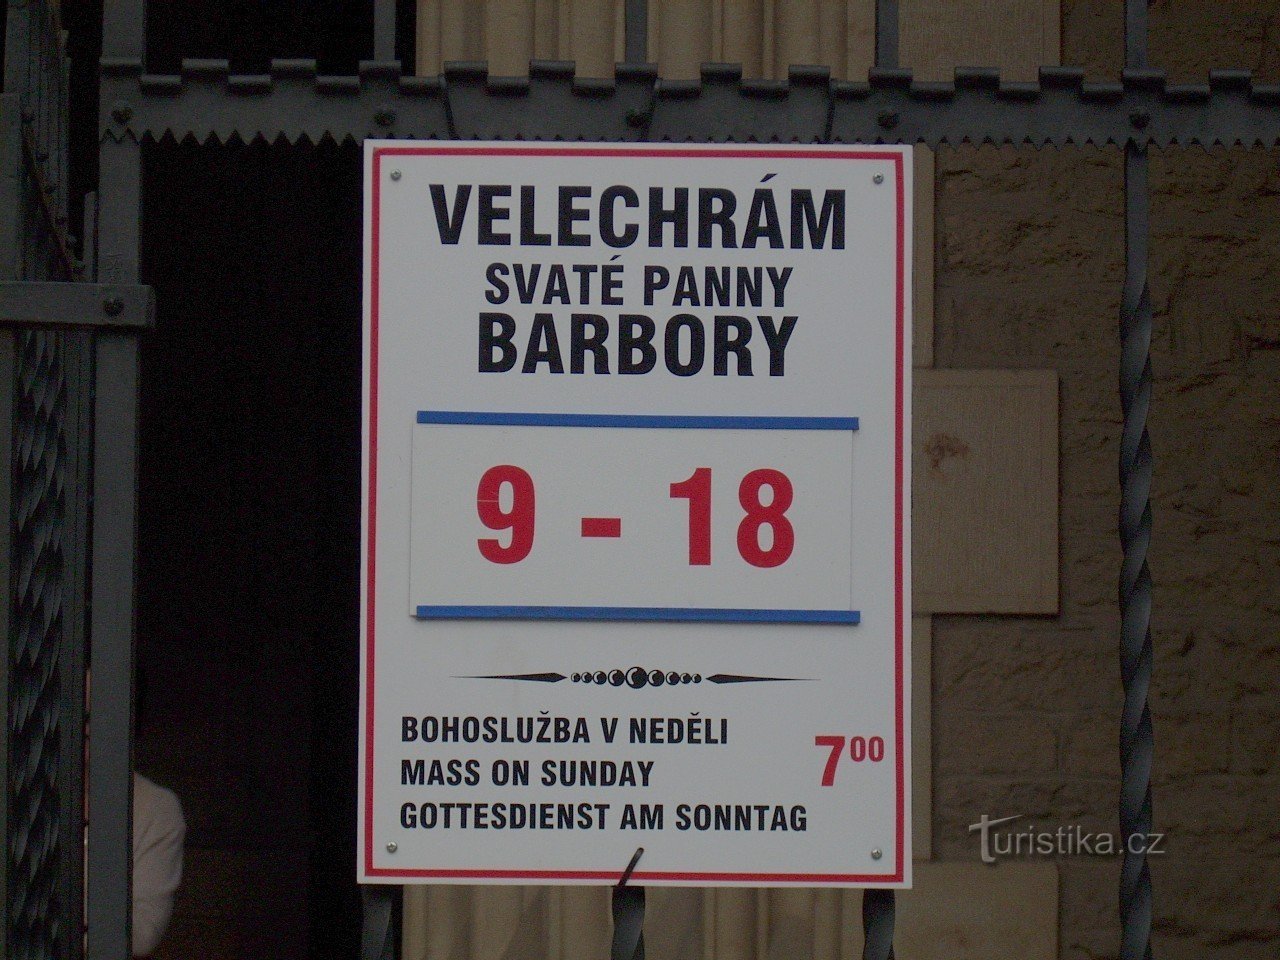 VELECHRÁM
SVATÉ PANNY
BARBORY
9 - 18
BOHOSLUŽBA V NEDĚLI
MASS ON SUNDAY
GOTTESDIENST AM SONNTAG
7⁰⁰
Turistika.cz